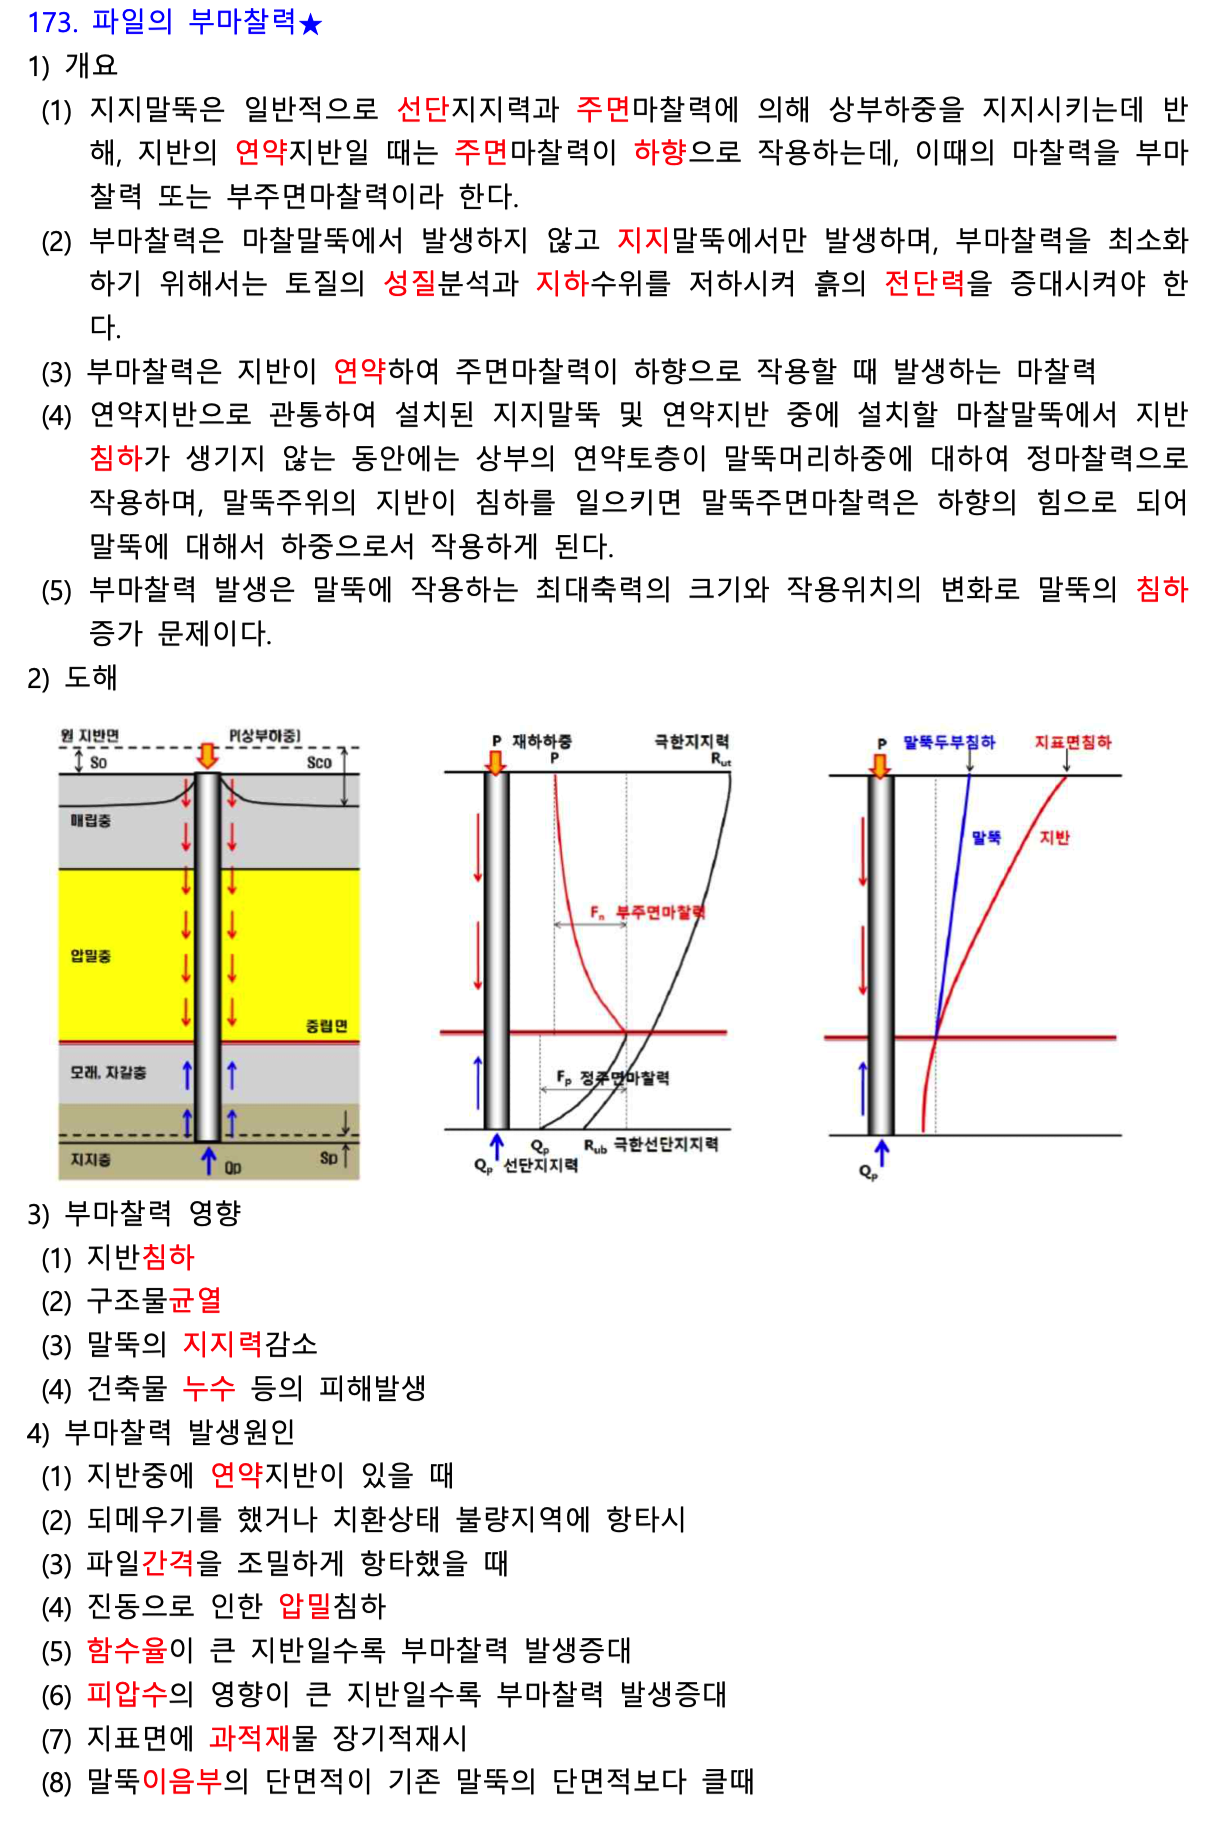 173. 파일의 부마찰력★
1) 개요
(1) 지지말뚝은 일반적으로 선단지지력과 주면마찰력에 의해 상부하중을 지지시키는데 반
해, 지반의 연약지반일 때는 주면마찰력이 하향으로 작용하는데, 이때의 마찰력을 부마
찰력 또는 부주면마찰력이라 한다.
(2) 부마찰력은 마찰말뚝에서 발생하지 않고 지지말뚝에서만 발생하며, 부마찰력을 최소화
하기 위해서는 토질의 성질분석과 지하수위를 저하시켜 흙의 전단력을 증대시켜야 한
다.
(3) 부마찰력은 지반이 연약하여 주면마찰력이 하향으로 작용할 때 발생하는 마찰력
(4) 연약지반으로 관통하여 설치된 지지말뚝 및 연약지반 중에 설치할 마찰말뚝에서 지반
침하가 생기지 않는 동안에는 상부의 연약토층이 말뚝머리하중에 대하여 정마찰력으로
작용하며, 말뚝주위의 지반이 침하를 일으키면 말뚝주면마찰력은 하향의 힘으로 되어
말뚝에 대해서 하중으로서 작용하게 된다.
(5) 부마찰력 발생은 말뚝에 작용하는 최대축력의 크기와 작용위치의 변화로 말뚝의 침하
증가 문제이다.
2) 도해
원 지반면 P(상부하중)
So Sco
매립층
압밀층
중립면
모래, 자갈층
지지층 Qp Sp
P 재하하중 극한지지력
P Rut
Fn 부주면마찰력
Fp 정주면마찰력
Qp Rub 극한선단지지력
Qp 선단지지력
P 말뚝두부침하 지표면침하
말뚝 지반
Qp
3) 부마찰력 영향
(1) 지반침하
(2) 구조물균열
(3) 말뚝의 지지력감소
(4) 건축물 누수 등의 피해발생
4) 부마찰력 발생원인
(1) 지반중에 연약지반이 있을 때
(2) 되메우기를 했거나 치환상태 불량지역에 항타시
(3) 파일간격을 조밀하게 항타했을 때
(4) 진동으로 인한 압밀침하
(5) 함수율이 큰 지반일수록 부마찰력 발생증대
(6) 피압수의 영향이 큰 지반일수록 부마찰력 발생증대
(7) 지표면에 과적재물 장기적재시
(8) 말뚝이음부의 단면적이 기존 말뚝의 단면적보다 클때